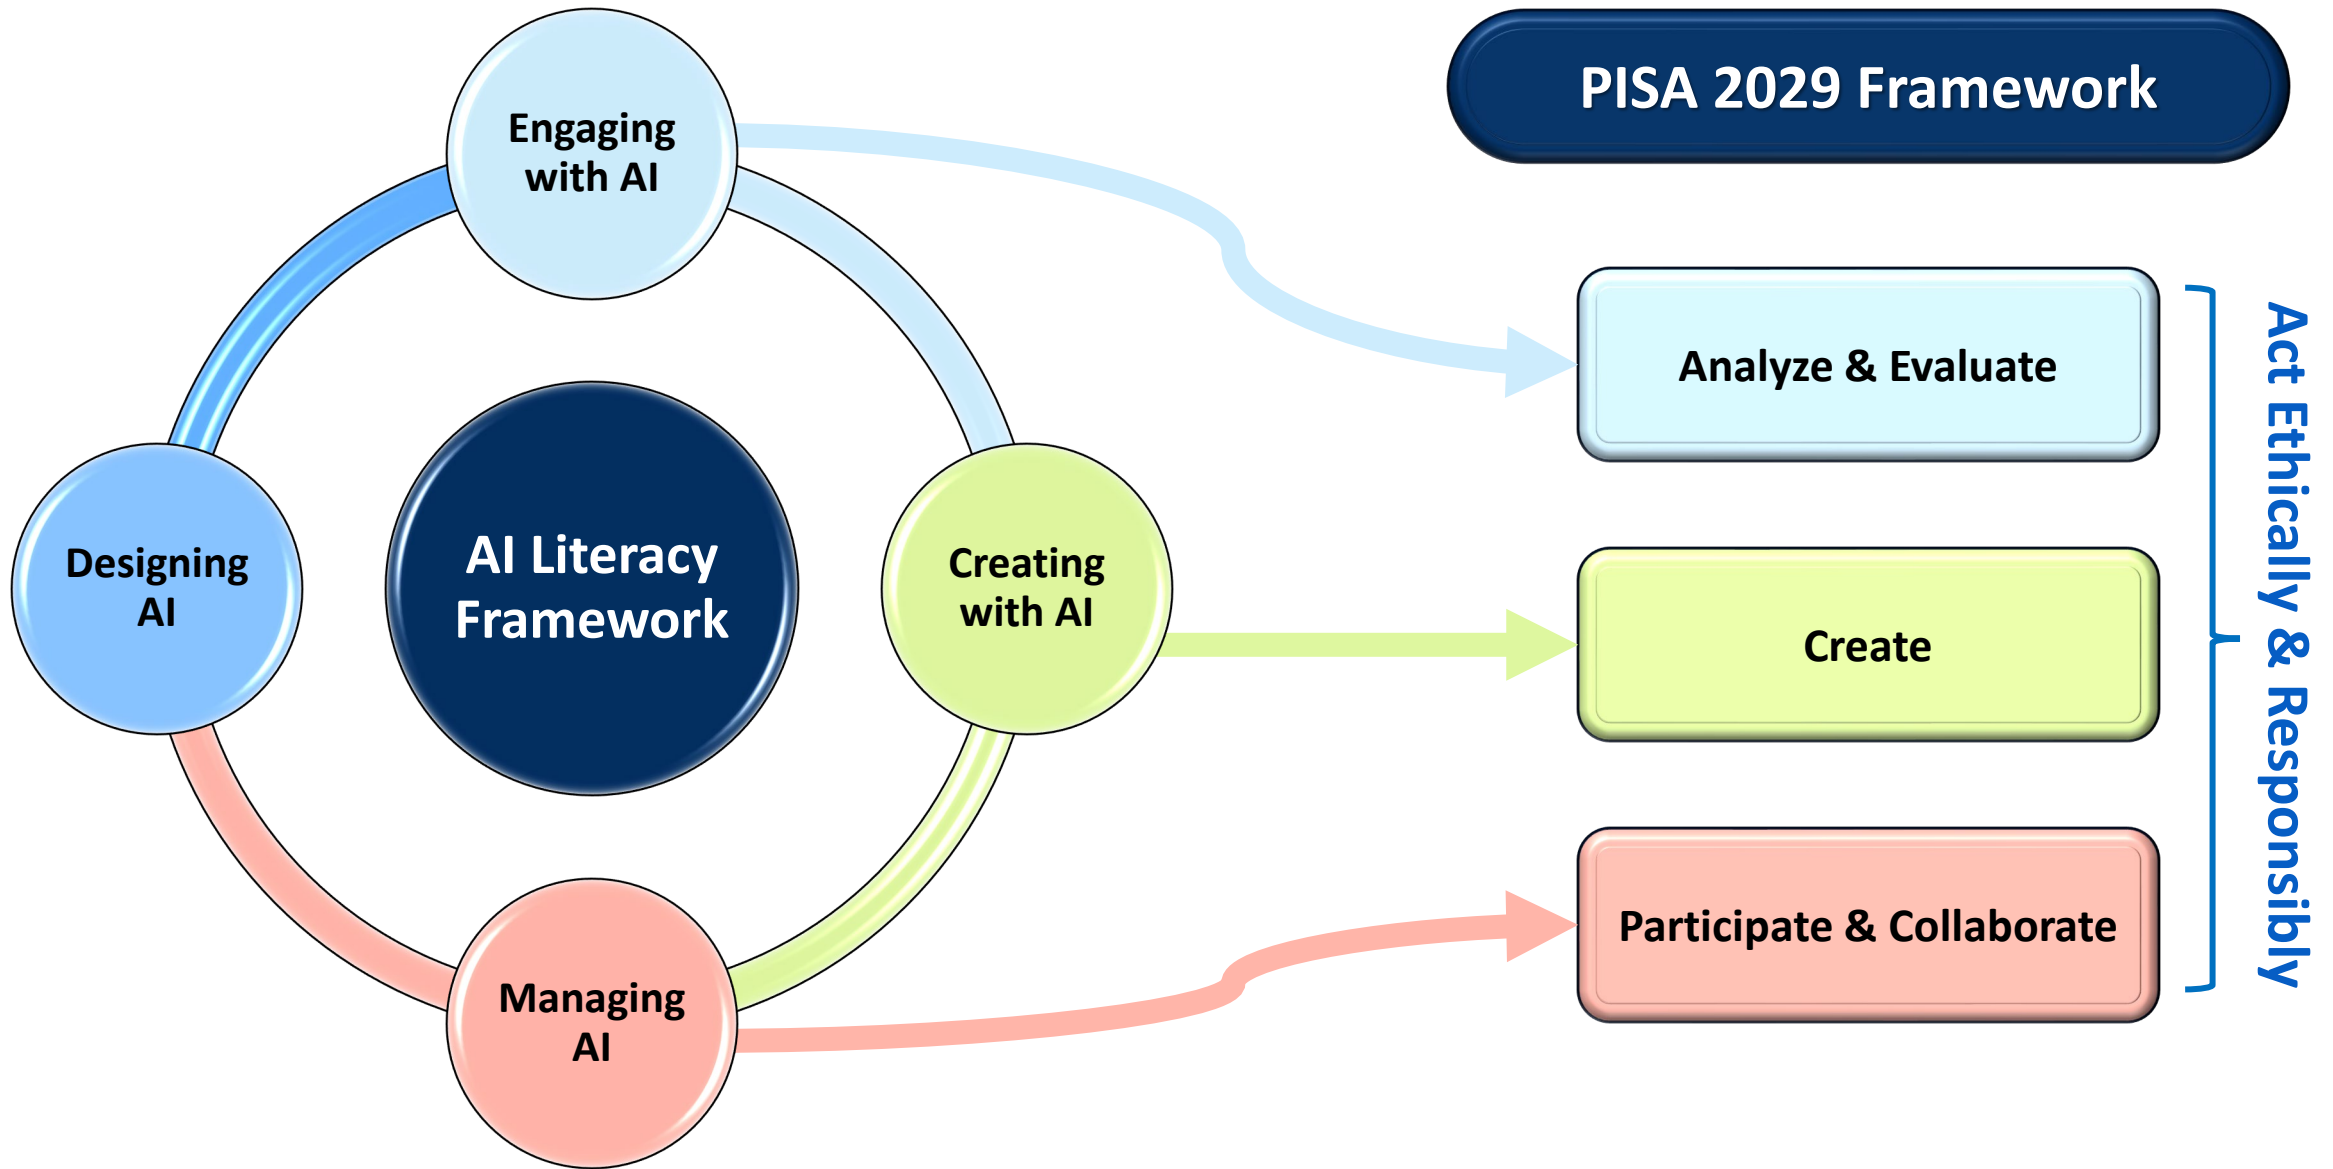 Engaging
with AI
Designing
AI
AI Literacy
Framework
Creating
with AI
Managing
AI
PISA 2029 Framework
Analyze & Evaluate
Create
Participate & Collaborate
Act Ethically & Responsibly